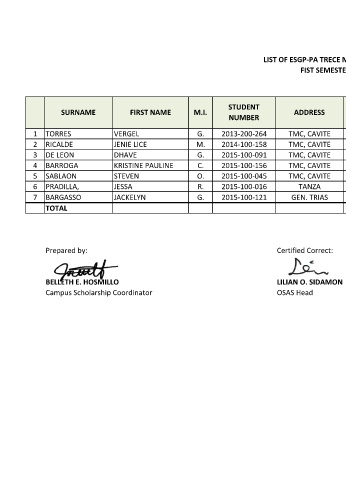 LIST OF ESGP-PA TRECE M
FIST SEMESTE
SURNAME FIRST NAME M.I. STUDENT NUMBER ADDRESS
1 TORRES VERGEL G. 2013-200-264 TMC, CAVITE
2 RICALDE JENIE LICE M. 2014-100-158 TMC, CAVITE
3 DE LEON DHAVE G. 2015-100-091 TMC, CAVITE
4 BARROGA KRISTINE PAULINE C. 2015-100-156 TMC, CAVITE
5 SABLAON STEVEN O. 2015-100-045 TMC, CAVITE
6 PRADILLA, JESSA R. 2015-100-016 TANZA
7 BARGASSO JACKELYN G. 2015-100-121 GEN. TRIAS
TOTAL
Prepared by: Certified Correct:
BELLETH E. HOSMILLO LILIAN O. SIDAMON
Campus Scholarship Coordinator OSAS Head